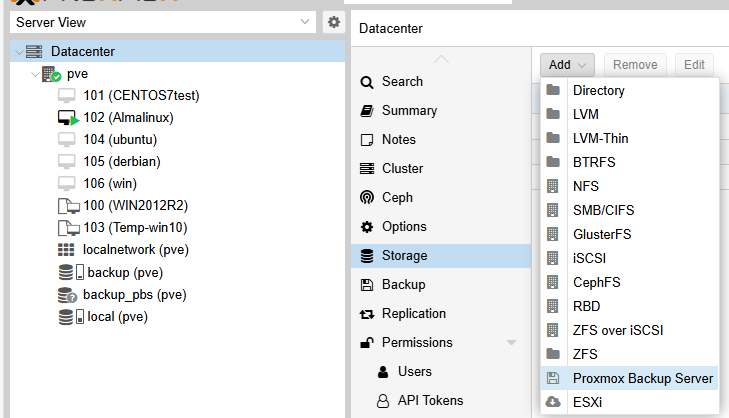 Server View
Datacenter
pve
101 (CENTOS7test)
102 (Almalinux)
104 (ubuntu)
105 (derbian)
106 (win)
100 (WIN2012R2)
103 (Temp-win10)
localnetwork (pve)
backup (pve)
backup_pbs (pve)
local (pve)
Datacenter
Search
Summary
Notes
Cluster
Ceph
Options
Storage
Backup
Replication
Permissions
Users
API Tokens
Add
Remove
Edit
Directory
LVM
LVM-Thin
BTRFS
NFS
SMB/CIFS
GlusterFS
iSCSI
CephFS
RBD
ZFS over iSCSI
ZFS
Proxmox Backup Server
ESXi